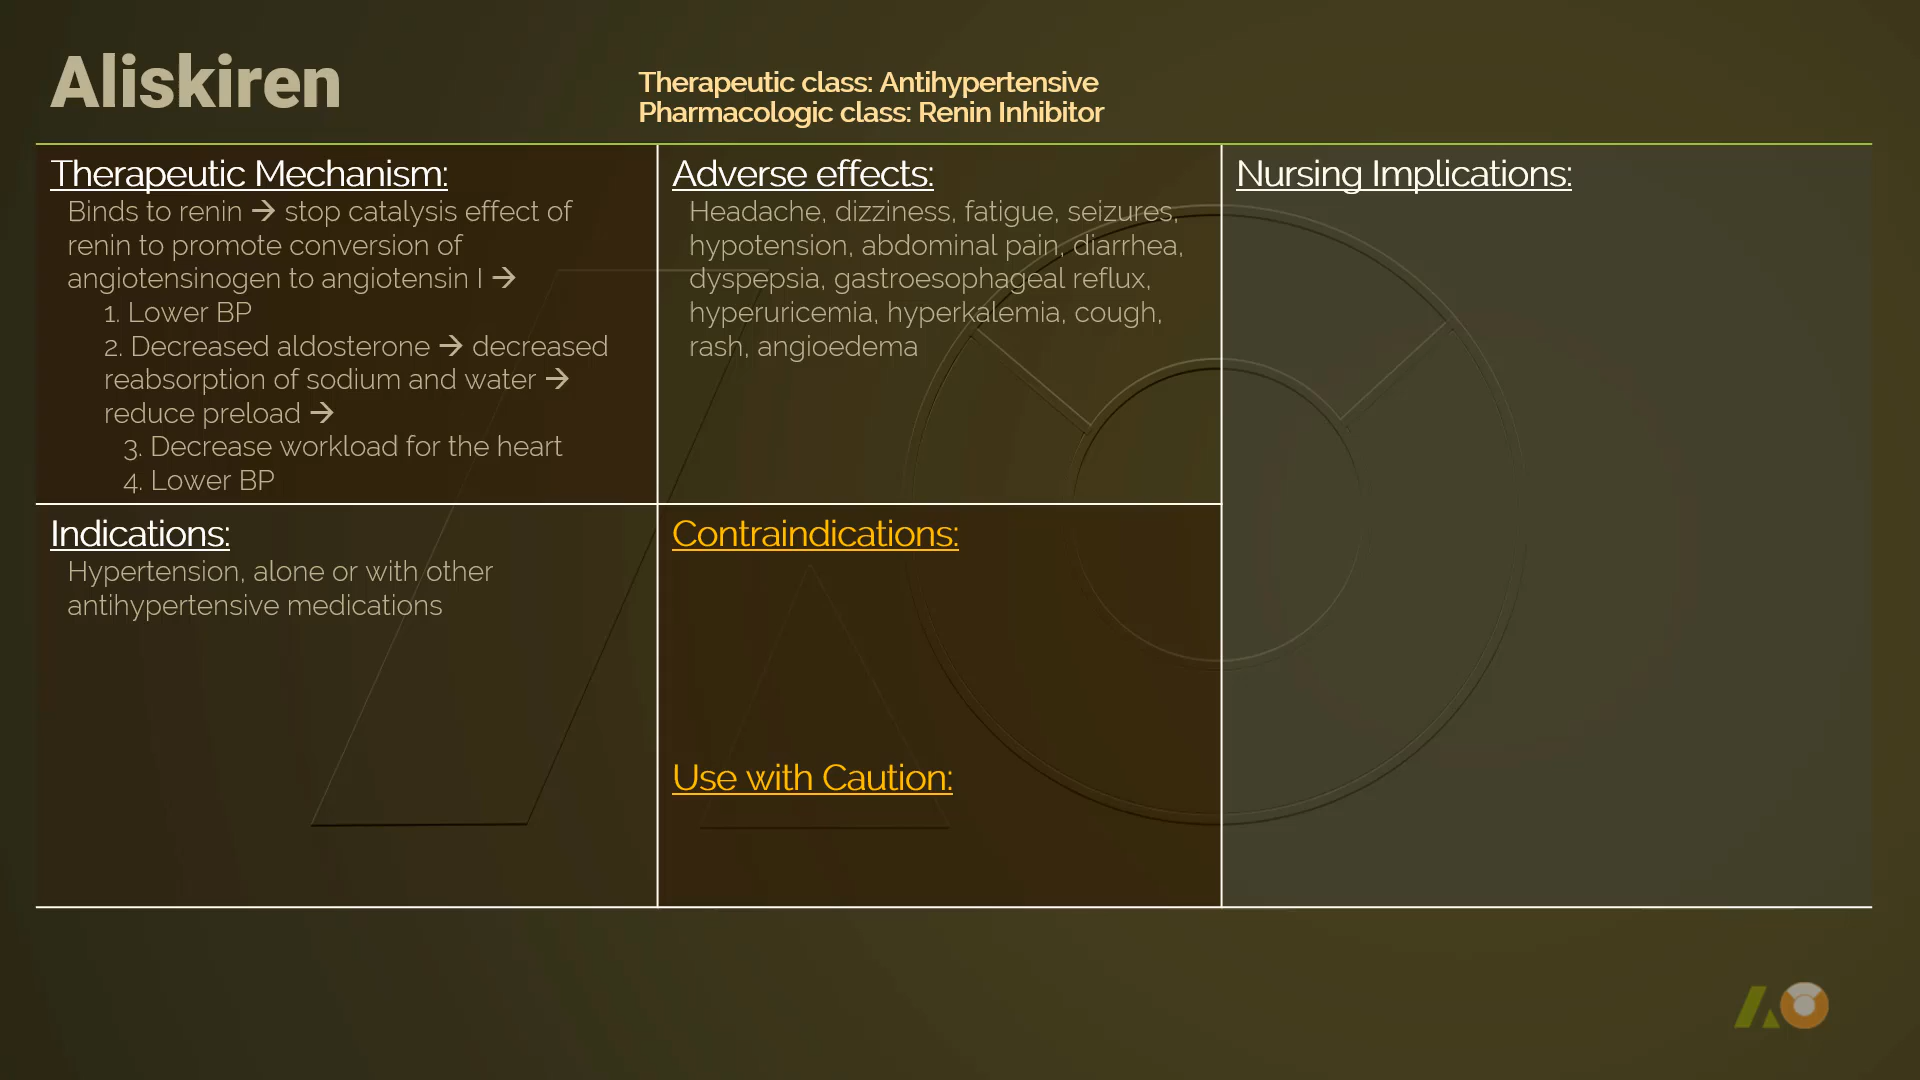 Aliskiren
Therapeutic class: Antihypertensive
Pharmacologic class: Renin Inhibitor
Therapeutic Mechanism:
Binds to renin → stop catalysis effect of
renin to promote conversion of
angiotensinogen to angiotensin I →
1. Lower BP
2. Decreased aldosterone → decreased
reabsorption of sodium and water →
reduce preload →
3. Decrease workload for the heart
4. Lower BP
Indications:
Hypertension, alone or with other
antihypertensive medications
Adverse effects:
Headache, dizziness, fatigue, seizures,
hypotension, abdominal pain, diarrhea,
dyspepsia, gastroesophageal reflux,
hyperuricemia, hyperkalemia, cough,
rash, angioedema
Contraindications:
Use with Caution:
Nursing Implications: